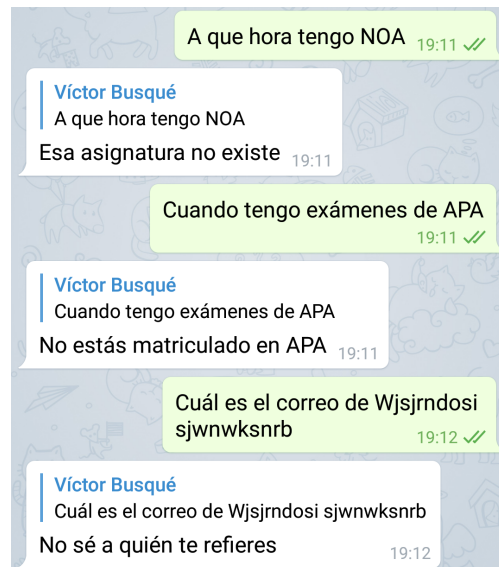 A que hora tengo NOA 19:11
Víctor Busqué
A que hora tengo NOA
Esa asignatura no existe 19:11
Cuando tengo exámenes de APA
19:11
Víctor Busqué
Cuando tengo exámenes de APA
No estás matriculado en APA 19:11
Cuál es el correo de Wjsjrndosi
sjwnwksnrb 19:12
Víctor Busqué
Cuál es el correo de Wjsjrndosi sjwnwksnrb
No sé a quién te refieres 19:12